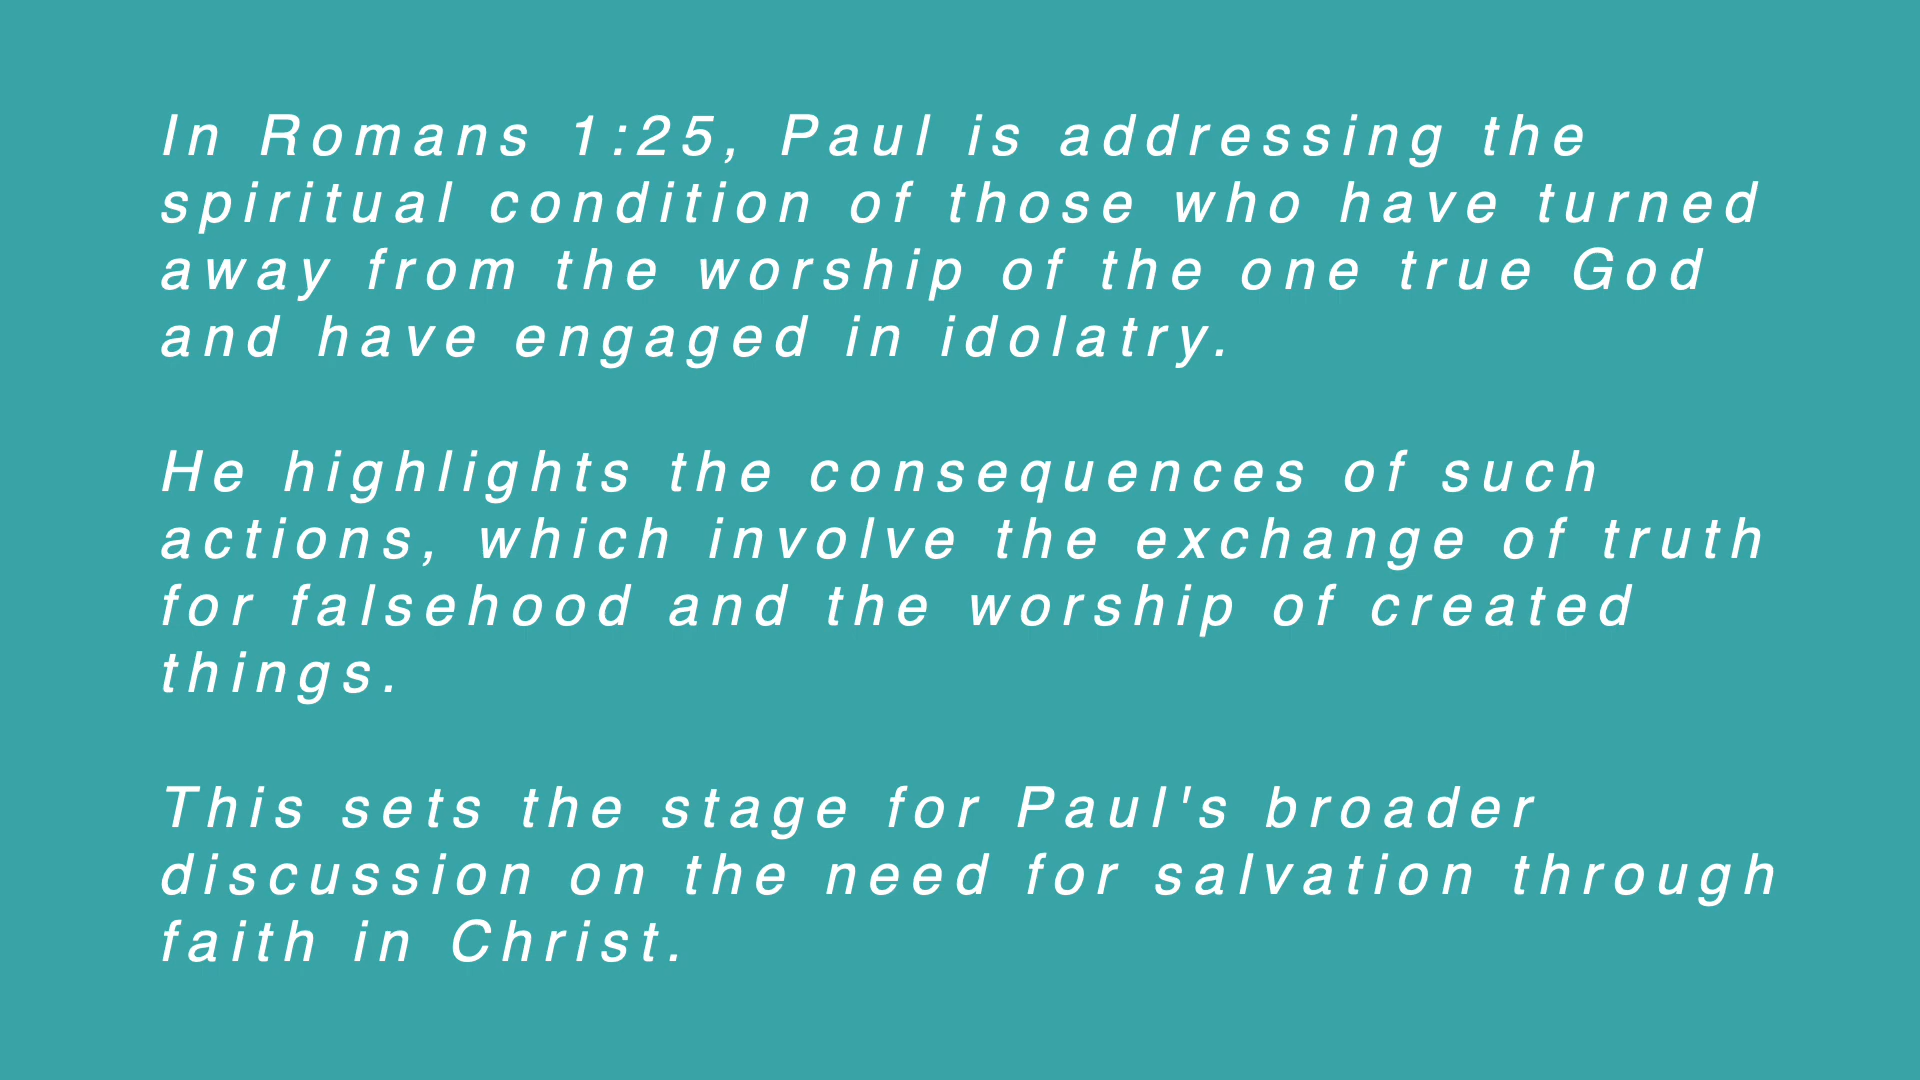 In Romans 1:25, Paul is addressing the
spiritual condition of those who have turned
away from the worship of the one true God
and have engaged in idolatry.
He highlights the consequences of such
actions, which involve the exchange of truth
for falsehood and the worship of created
things.
This sets the stage for Paul's broader
discussion on the need for salvation through
faith in Christ.